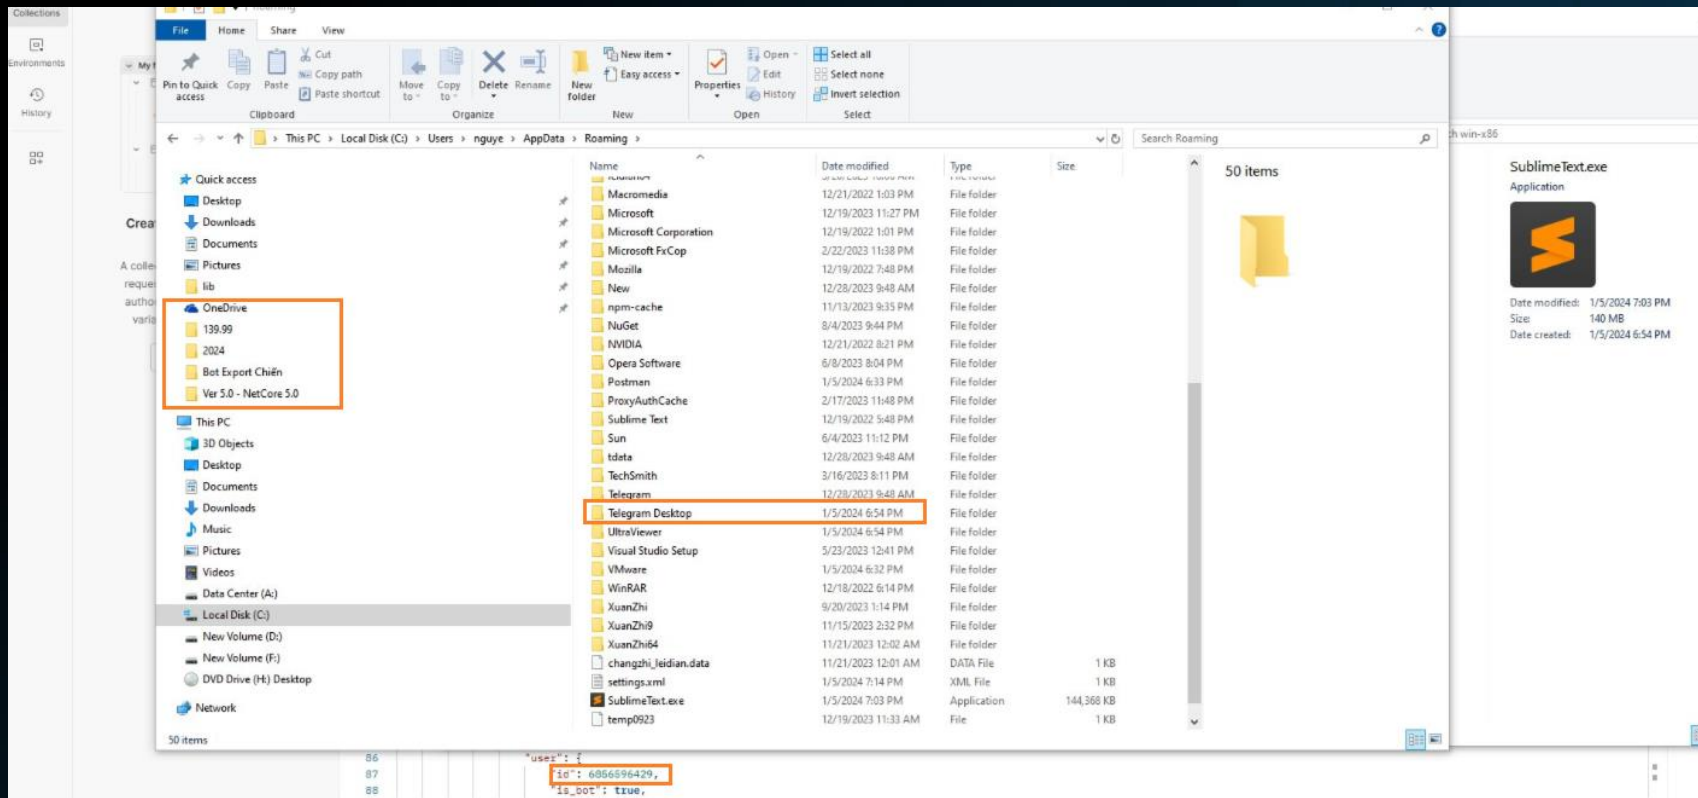 Collections
Environments
History
Crea
A colle
reque
autho
varia
File Home Share View
Pin to Quick access
Copy
Paste
Cut
Copy path
Paste shortcut
Clipboard
Move to
Copy to
Delete
Rename
Organize
New folder
New item
Easy access
New
Properties
Open
Edit
History
Open
Select all
Select none
Invert selection
Select
This PC > Local Disk (C:) > Users > nguye > AppData > Roaming >
Search Roaming
h win-x86
Quick access
Desktop
Downloads
Documents
Pictures
lib
OneDrive
139.99
2024
Bot Export Chiến
Ver 5.0 - NetCore 5.0
This PC
3D Objects
Desktop
Documents
Downloads
Music
Pictures
Videos
Data Center (A:)
Local Disk (C:)
New Volume (D:)
New Volume (F:)
DVD Drive (H:) Desktop
Network
Name Date modified Type Size
Macromedia 12/21/2022 1:03 PM File folder
Microsoft 12/19/2023 11:27 PM File folder
Microsoft Corporation 12/19/2022 1:01 PM File folder
Microsoft FxCop 2/22/2023 11:38 PM File folder
Mozilla 12/19/2022 7:48 PM File folder
New 12/28/2023 9:48 AM File folder
npm-cache 11/13/2023 9:35 PM File folder
NuGet 8/4/2023 9:44 PM File folder
NVIDIA 12/21/2022 8:21 PM File folder
Opera Software 6/8/2023 8:04 PM File folder
Postman 1/5/2024 6:33 PM File folder
ProxyAuthCache 2/17/2023 11:48 PM File folder
Sublime Text 12/19/2022 5:48 PM File folder
Sun 6/4/2023 11:12 PM File folder
tdata 12/28/2023 9:48 AM File folder
TechSmith 3/16/2023 8:11 PM File folder
Telegram 12/28/2023 9:48 AM File folder
Telegram Desktop 1/5/2024 6:54 PM File folder
UltraViewer 1/5/2024 6:54 PM File folder
Visual Studio Setup 5/23/2023 12:41 PM File folder
VMware 1/5/2024 6:32 PM File folder
WinRAR 12/18/2022 6:14 PM File folder
XuanZhi 9/20/2023 1:14 PM File folder
XuanZhi9 11/15/2023 2:32 PM File folder
XuanZhi64 11/21/2023 12:02 AM File folder
changzhi_leidian.data 11/21/2023 12:01 AM DATA File 1 KB
settings.xml 1/5/2024 7:14 PM XML File 1 KB
SublimeText.exe 1/5/2024 7:03 PM Application 144,368 KB
temp0923 12/19/2023 11:33 AM File 1 KB
50 items
SublimeText.exe
Application
Date modified: 1/5/2024 7:03 PM
Size: 140 MB
Date created: 1/5/2024 6:54 PM
50 items
86 "user": {
87 "id": 6856596429,
88 "is_bot": true,